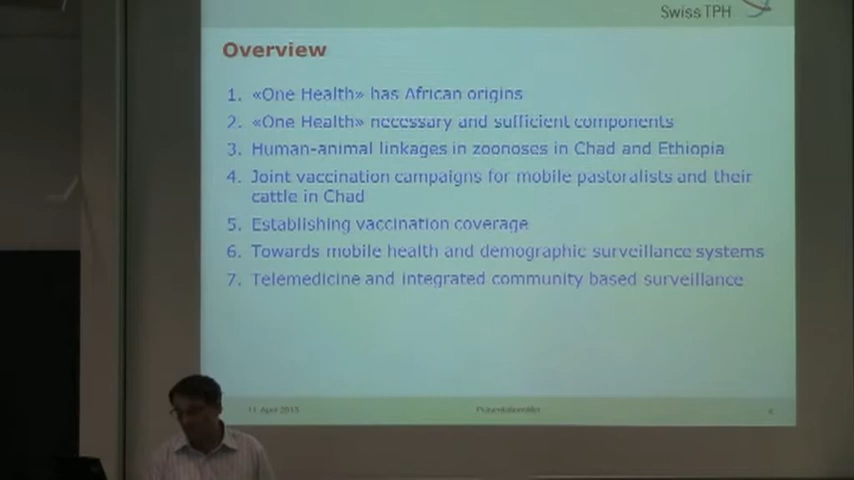 Swiss TPH
Overview
1. «One Health» has African origins
2. «One Health» necessary and sufficient components
3. Human-animal linkages in zoonoses in Chad and Ethiopia
4. Joint vaccination campaigns for mobile pastoralists and their
cattle in Chad
5. Establishing vaccination coverage
6. Towards mobile health and demographic surveillance systems
7. Telemedicine and integrated community based surveillance
11 April 2013